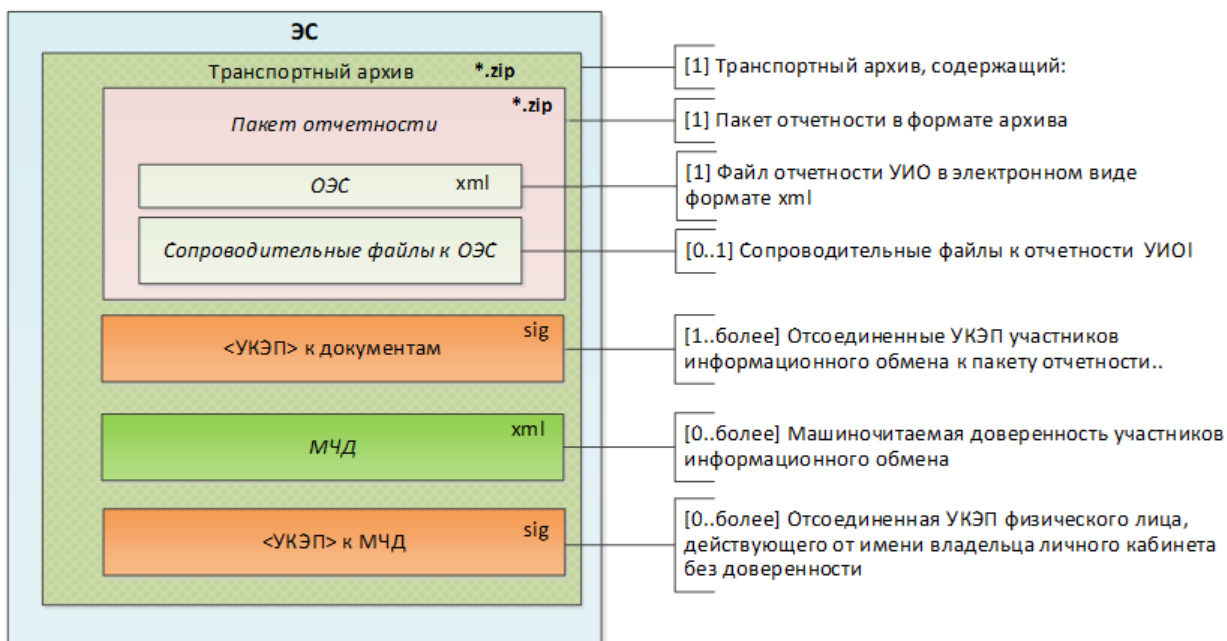 ЭС
Транспортный архив *.zip
[1] Транспортный архив, содержащий:
*.zip
Пакет отчетности
[1] Пакет отчетности в формате архива
ОЭС xml
[1] Файл отчетности УИО в электронном виде
формате xml
Сопроводительные файлы к ОЭС
[0..1] Сопроводительные файлы к отчетности УИОl
sig
<УКЭП> к документам
[1..более] Отсоединенные УКЭП участников
информационного обмена к пакету отчетности..
xml
МЧД
[0..более] Машиночитаемая доверенность участников
информационного обмена
sig
<УКЭП> к МЧД
[0..более] Отсоединенная УКЭП физического лица,
действующего от имени владельца личного кабинета
без доверенности